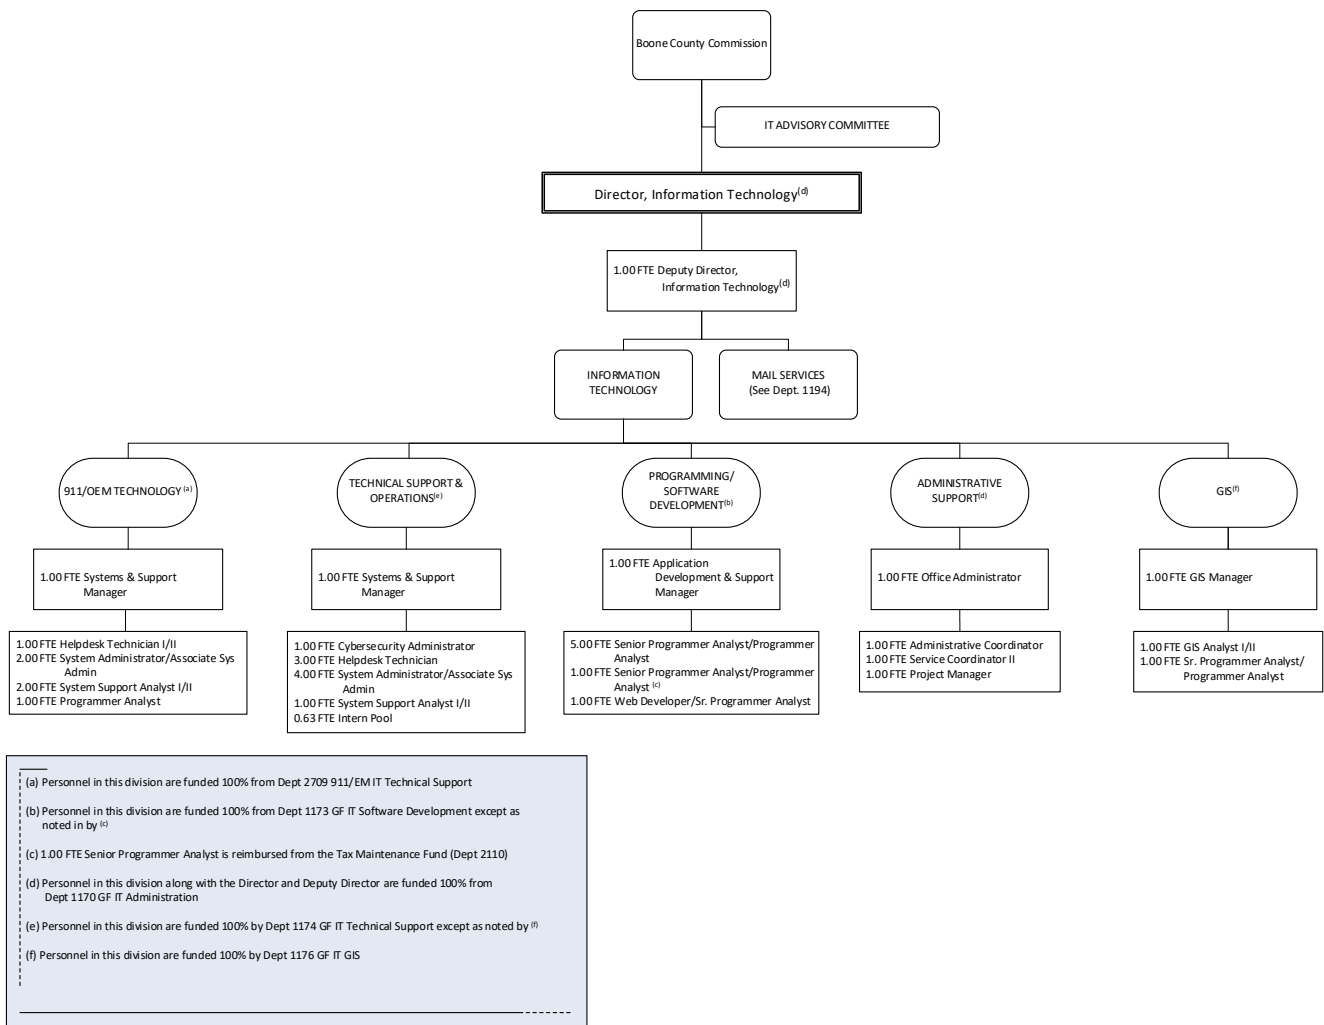 Boone County Commission
IT ADVISORY COMMITTEE
Director, Information Technology(d)
1.00 FTE Deputy Director,
Information Technology(d)
INFORMATION
TECHNOLOGY
MAIL SERVICES
(See Dept. 1194)
911/OEM TECHNOLOGY (a)
TECHNICAL SUPPORT &
OPERATIONS(e)
PROGRAMMING/
SOFTWARE
DEVELOPMENT(b)
ADMINISTRATIVE
SUPPORT(d)
GIS(f)
1.00 FTE Systems & Support
Manager
1.00 FTE Systems & Support
Manager
1.00 FTE Application
Development & Support
Manager
1.00 FTE Office Administrator
1.00 FTE GIS Manager
1.00 FTE Helpdesk Technician I/II
2.00 FTE System Administrator/Associate Sys
Admin
2.00 FTE System Support Analyst I/II
1.00 FTE Programmer Analyst
1.00 FTE Cybersecurity Administrator
3.00 FTE Helpdesk Technician
4.00 FTE System Administrator/Associate Sys
Admin
1.00 FTE System Support Analyst I/II
0.63 FTE Intern Pool
5.00 FTE Senior Programmer Analyst/Programmer
Analyst
1.00 FTE Senior Programmer Analyst/Programmer
Analyst (c)
1.00 FTE Web Developer/Sr. Programmer Analyst
1.00 FTE Administrative Coordinator
1.00 FTE Service Coordinator II
1.00 FTE Project Manager
1.00 FTE GIS Analyst I/II
1.00 FTE Sr. Programmer Analyst/
Programmer Analyst
(a) Personnel in this division are funded 100% from Dept 2709 911/EM IT Technical Support
(b) Personnel in this division are funded 100% from Dept 1173 GF IT Software Development except as
noted in by (c)
(c) 1.00 FTE Senior Programmer Analyst is reimbursed from the Tax Maintenance Fund (Dept 2110)
(d) Personnel in this division along with the Director and Deputy Director are funded 100% from
Dept 1170 GF IT Administration
(e) Personnel in this division are funded 100% by Dept 1174 GF IT Technical Support except as noted by (f)
(f) Personnel in this division are funded 100% by Dept 1176 GF IT GIS